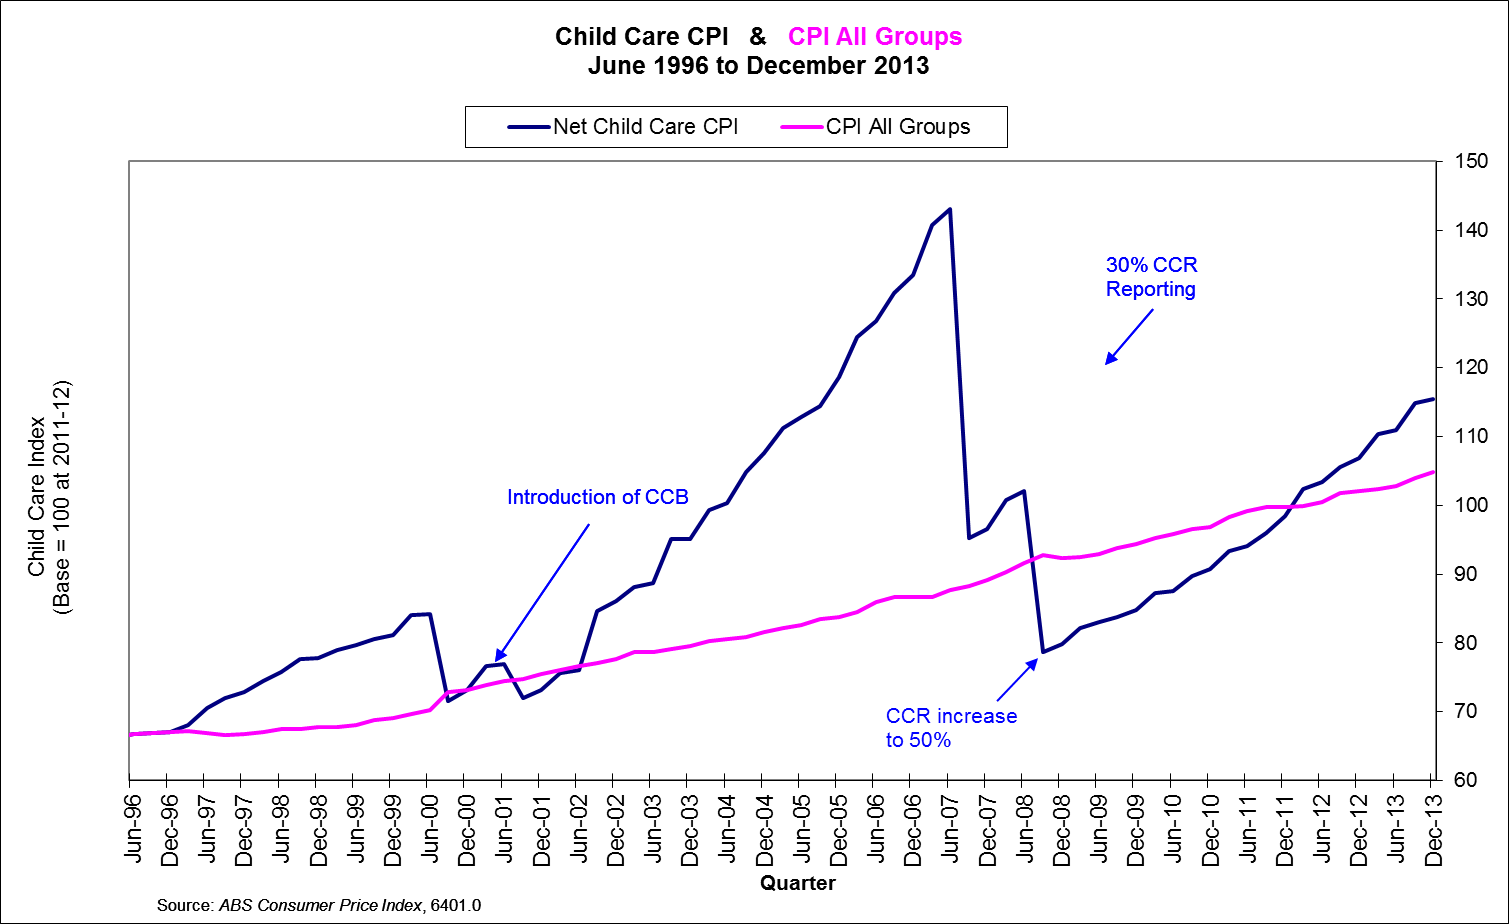 Child Care CPI & CPI All Groups
June 1996 to December 2013
Net Child Care CPI
CPI All Groups
150
140
130
120
110
100
90
80
70
60
Child Care Index
(Base = 100 at 2011-12)
30% CCR
Reporting
Introduction of CCB
CCR increase
to 50%
Jun-96
Dec-96
Jun-97
Dec-97
Jun-98
Dec-98
Jun-99
Dec-99
Jun-00
Dec-00
Jun-01
Dec-01
Jun-02
Dec-02
Jun-03
Dec-03
Jun-04
Dec-04
Jun-05
Dec-05
Jun-06
Dec-06
Jun-07
Dec-07
Jun-08
Dec-08
Jun-09
Dec-09
Jun-10
Dec-10
Jun-11
Dec-11
Jun-12
Dec-12
Jun-13
Dec-13
Quarter
Source: ABS Consumer Price Index, 6401.0